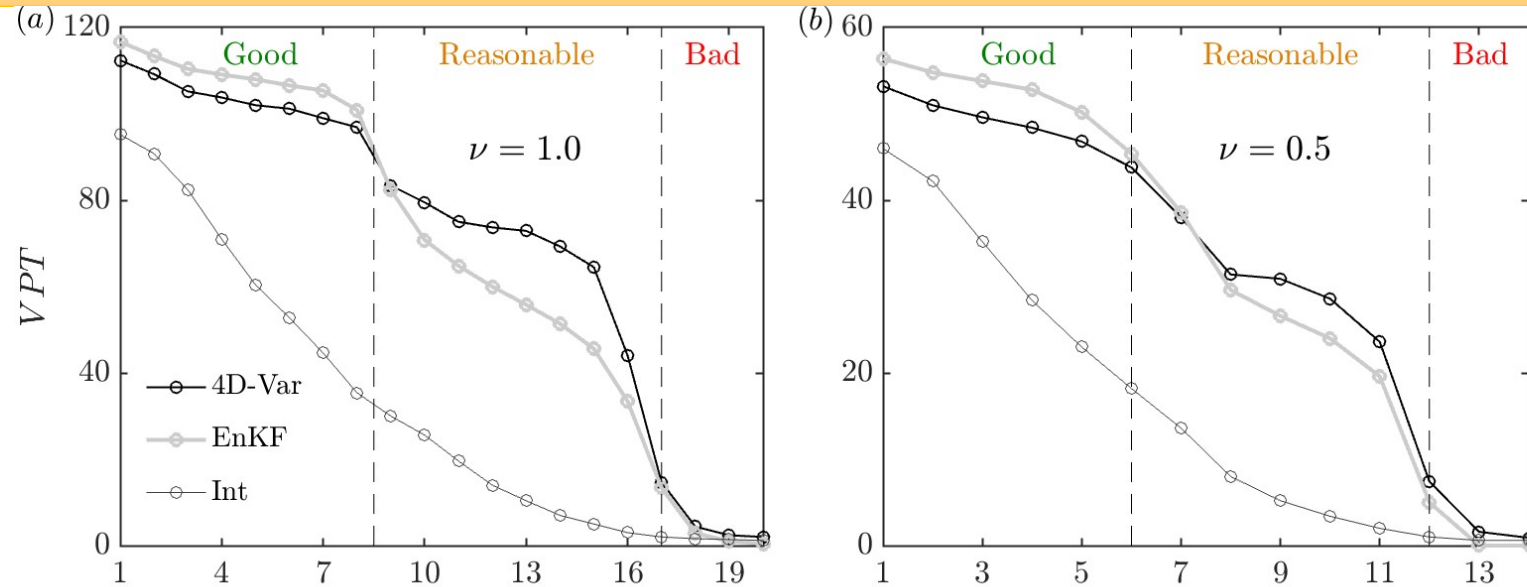 (a)
120
80
40
0
VPT
Good
Reasonable
Bad
ν = 1.0
4D-Var
EnKF
Int
1 4 7 10 13 16 19
(b)
60
40
20
0
Good
Reasonable
Bad
ν = 0.5
1 3 5 7 9 11 13